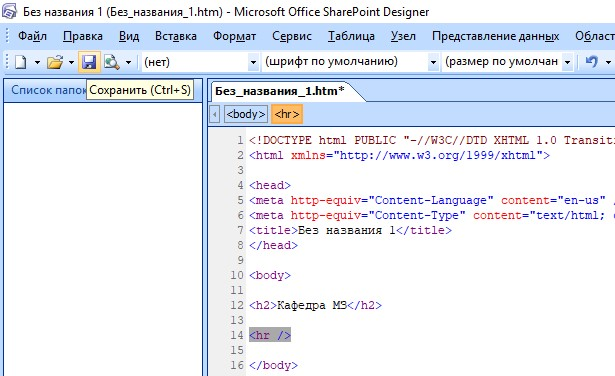 Без названия 1 (Без_названия_1.htm) - Microsoft Office SharePoint Designer
Файл Правка Вид Вставка Формат Сервис Таблица Узел Представление данных Област
(нет) (шрифт по умолчанию) (размер по умолчан
Список папок Сохранить (Ctrl+S) Без_названия_1.htm*
<body> <hr>
1 <!DOCTYPE html PUBLIC "-//W3C//DTD XHTML 1.0 Transiti
2 <html xmlns="http://www.w3.org/1999/xhtml">
3
4 <head>
5 <meta http-equiv="Content-Language" content="en-us" /
6 <meta http-equiv="Content-Type" content="text/html; c
7 <title>Без названия 1</title>
8 </head>
9
10 <body>
11
12 <h2>Кафедра МЭ</h2>
13
14 <hr />
15
16 </body>